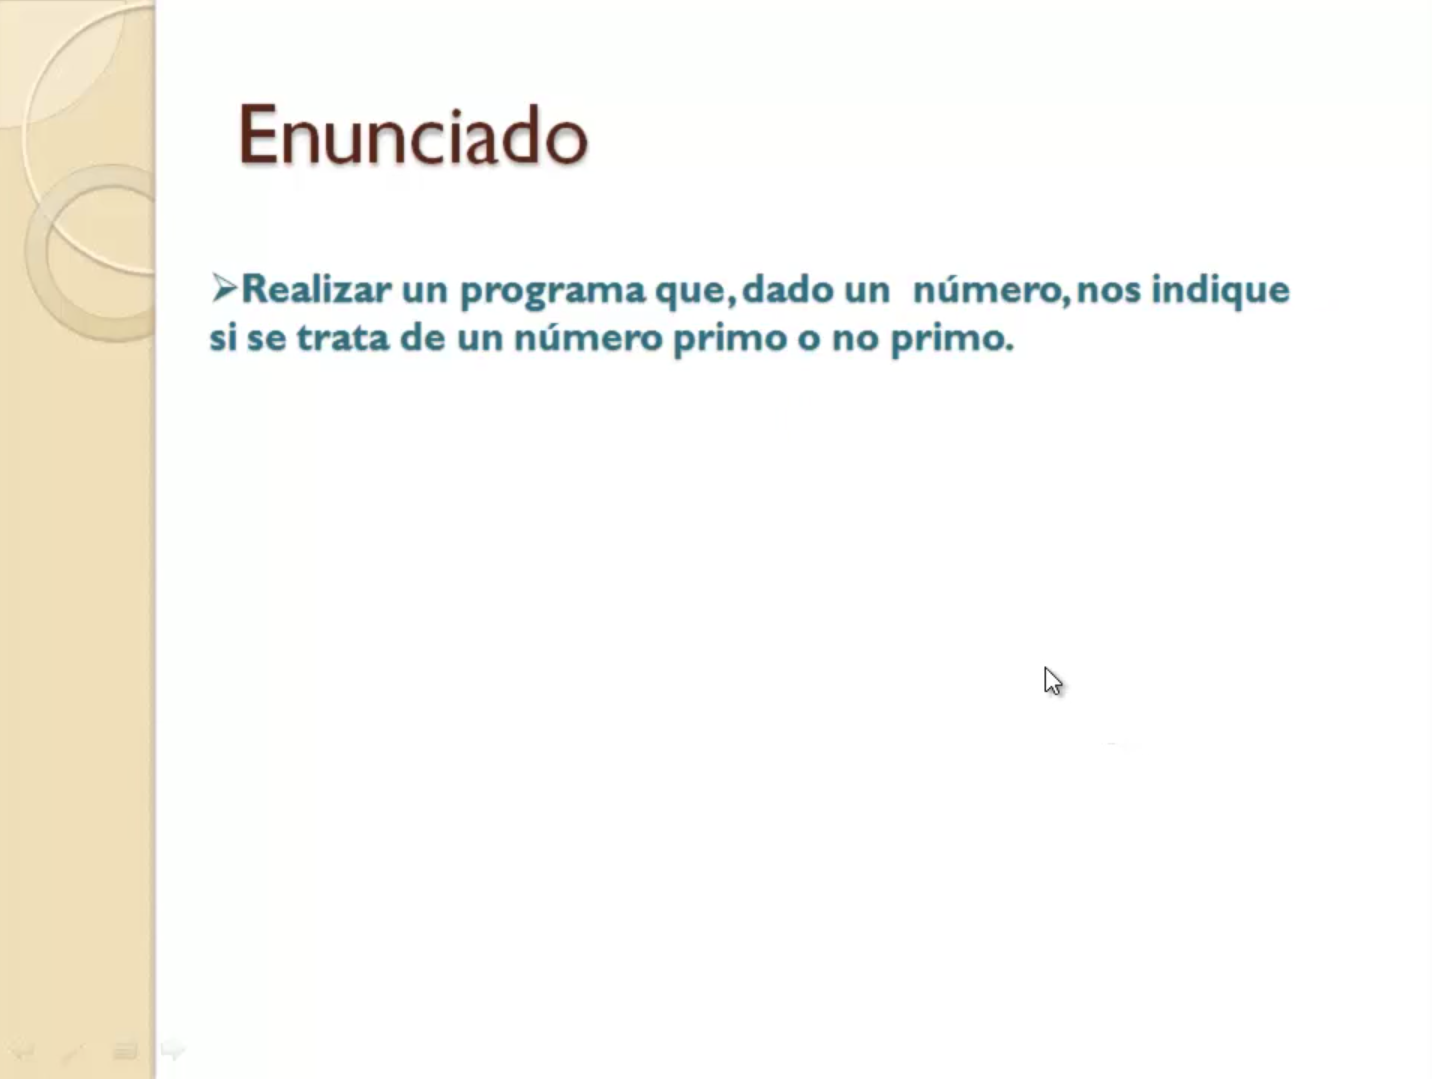 Enunciado
➢Realizar un programa que, dado un número, nos indique
si se trata de un número primo o no primo.